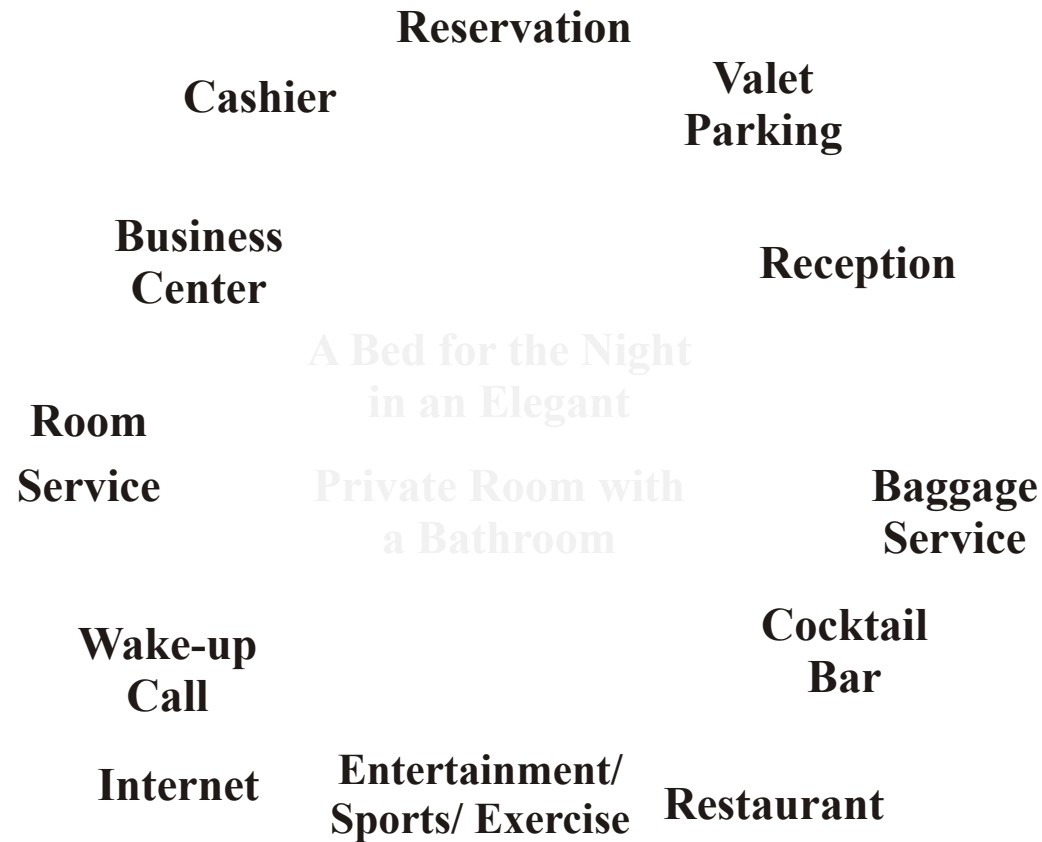 Reservation
Cashier
Valet
Parking
Business
Center
Reception
A Bed for the Night
in an Elegant
Room
Service
Private Room with
a Bathroom
Baggage
Service
Wake-up
Call
Cocktail
Bar
Internet
Entertainment/
Sports/ Exercise
Restaurant